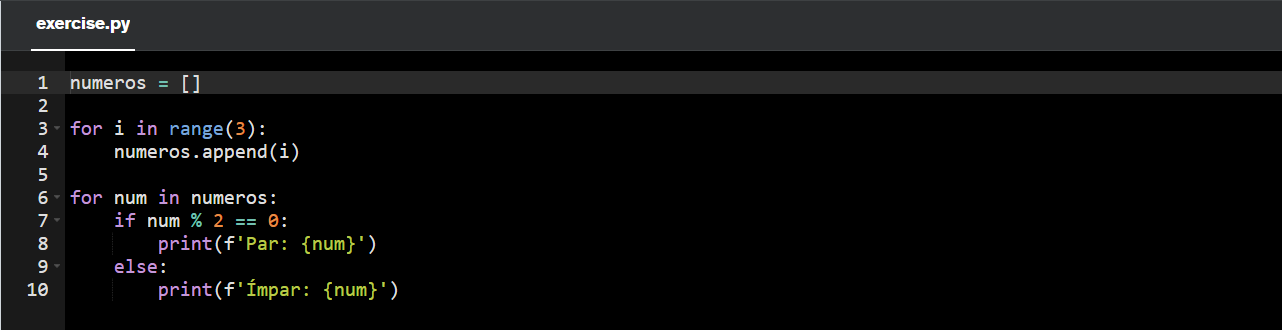 exercise.py
1 numeros = []
2
3 for i in range(3):
4     numeros.append(i)
5
6 for num in numeros:
7     if num % 2 == 0:
8         print(f'Par: {num}')
9     else:
10         print(f'Ímpar: {num}')